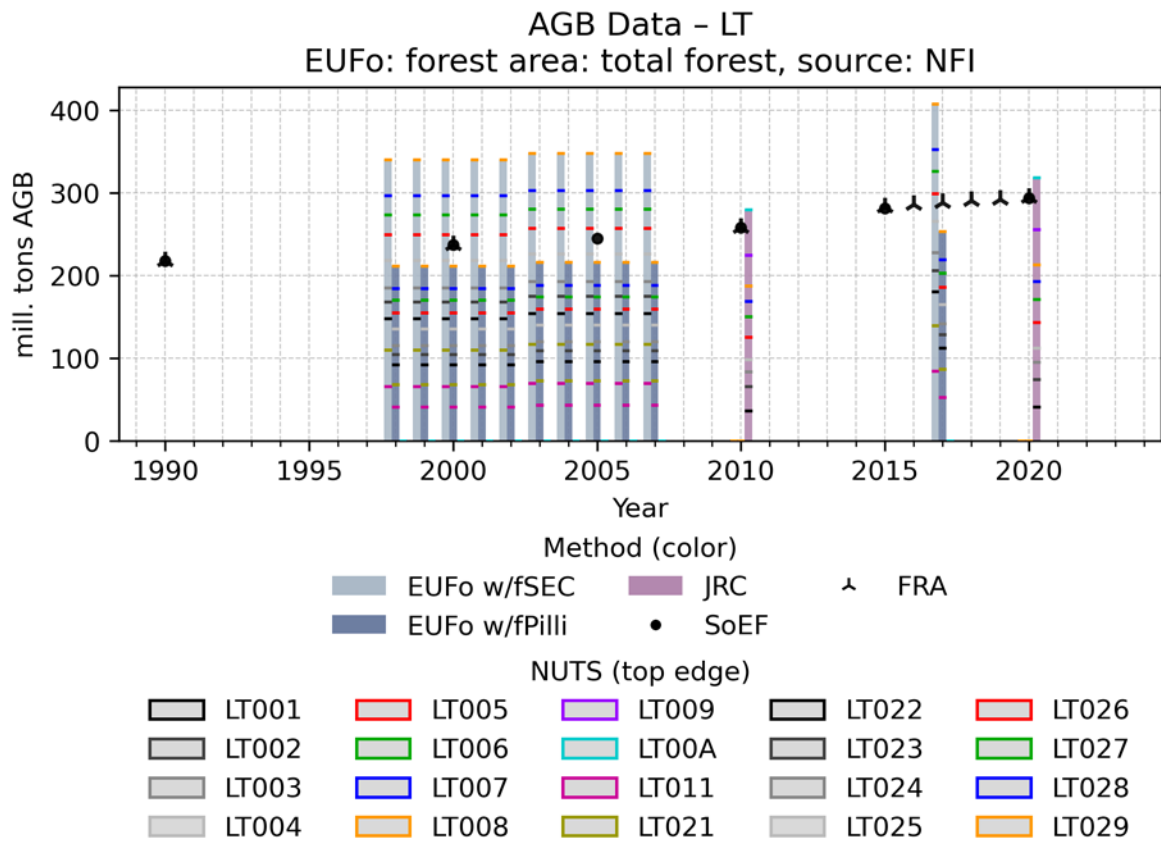 AGB Data – LT
EUFo: forest area: total forest, source: NFI
mill. tons AGB
400
300
200
100
0
1990 1995 2000 2005 2010 2015 2020
Year
Method (color)
EUFo w/fSEC JRC FRA
EUFo w/fPilli SoEF
NUTS (top edge)
LT001 LT005 LT009 LT022 LT026
LT002 LT006 LT00A LT023 LT027
LT003 LT007 LT011 LT024 LT028
LT004 LT008 LT021 LT025 LT029